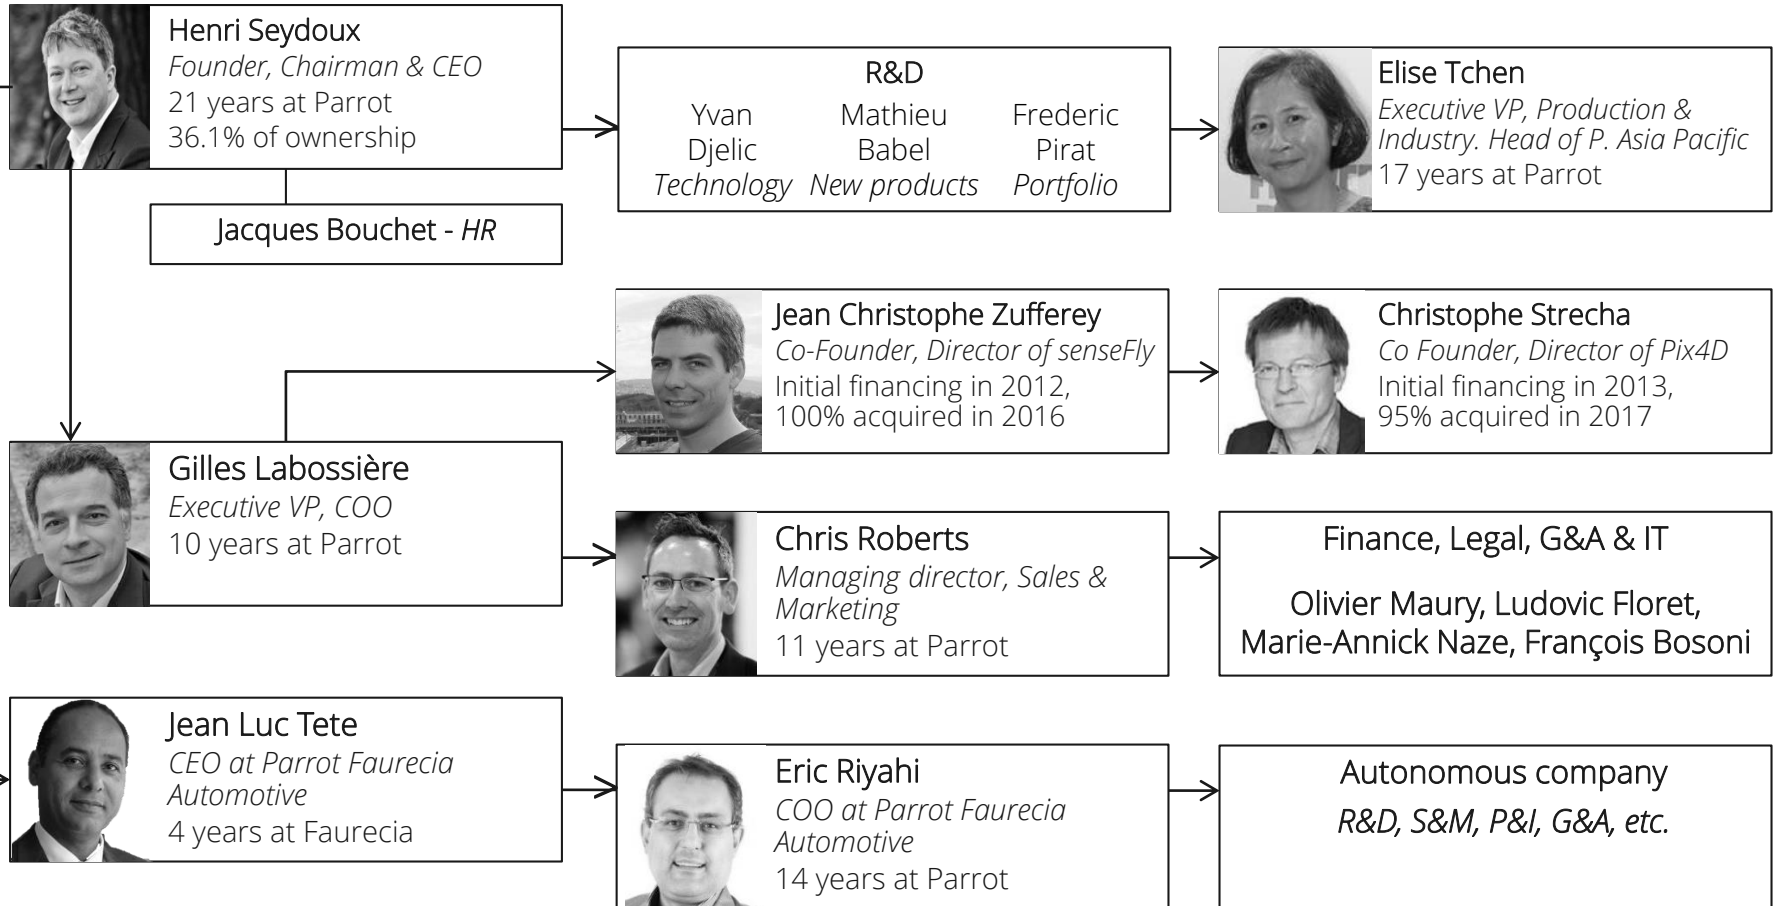 Henri Seydoux
Founder, Chairman & CEO
21 years at Parrot
36.1% of ownership
Jacques Bouchet - HR
R&D
Yvan
Djelic
Technology
Mathieu
Babel
New products
Frederic
Pirat
Portfolio
Elise Tchen
Executive VP, Production &
Industry. Head of P. Asia Pacific
17 years at Parrot
Jean Christophe Zufferey
Co-Founder, Director of senseFly
Initial financing in 2012,
100% acquired in 2016
Christophe Strecha
Co Founder, Director of Pix4D
Initial financing in 2013,
95% acquired in 2017
Gilles Labossière
Executive VP, COO
10 years at Parrot
Chris Roberts
Managing director, Sales &
Marketing
11 years at Parrot
Finance, Legal, G&A & IT
Olivier Maury, Ludovic Floret,
Marie-Annick Naze, François Bosoni
Jean Luc Tete
CEO at Parrot Faurecia
Automotive
4 years at Faurecia
Eric Riyahi
COO at Parrot Faurecia
Automotive
14 years at Parrot
Autonomous company
R&D, S&M, P&I, G&A, etc.